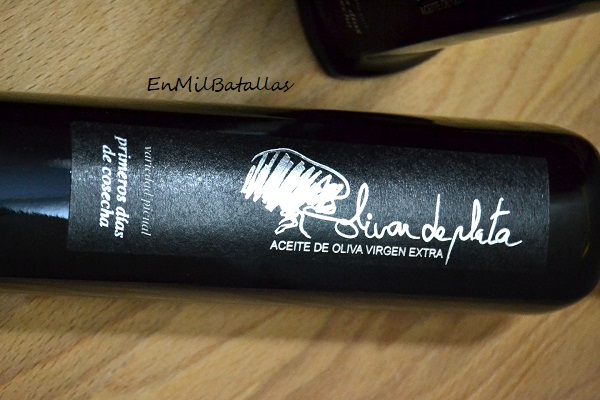 EnMilBatallas
Olivar de plata
ACEITE DE OLIVA VIRGEN EXTRA
variedad picual
primeros días
de cosecha